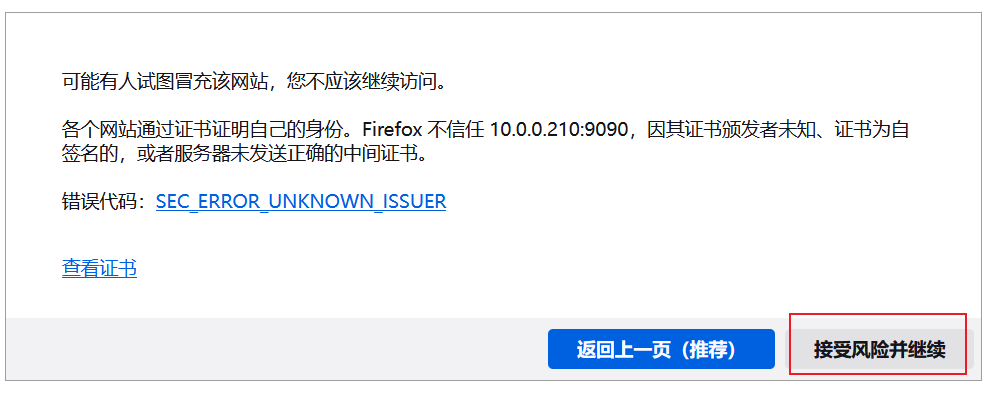 可能有人试图冒充该网站，您不应该继续访问。
各个网站通过证书证明自己的身份。Firefox 不信任 10.0.0.210:9090，因其证书颁发者未知、证书为自
签名的，或者服务器未发送正确的中间证书。
错误代码：SEC_ERROR_UNKNOWN_ISSUER
查看证书
返回上一页（推荐）
接受风险并继续